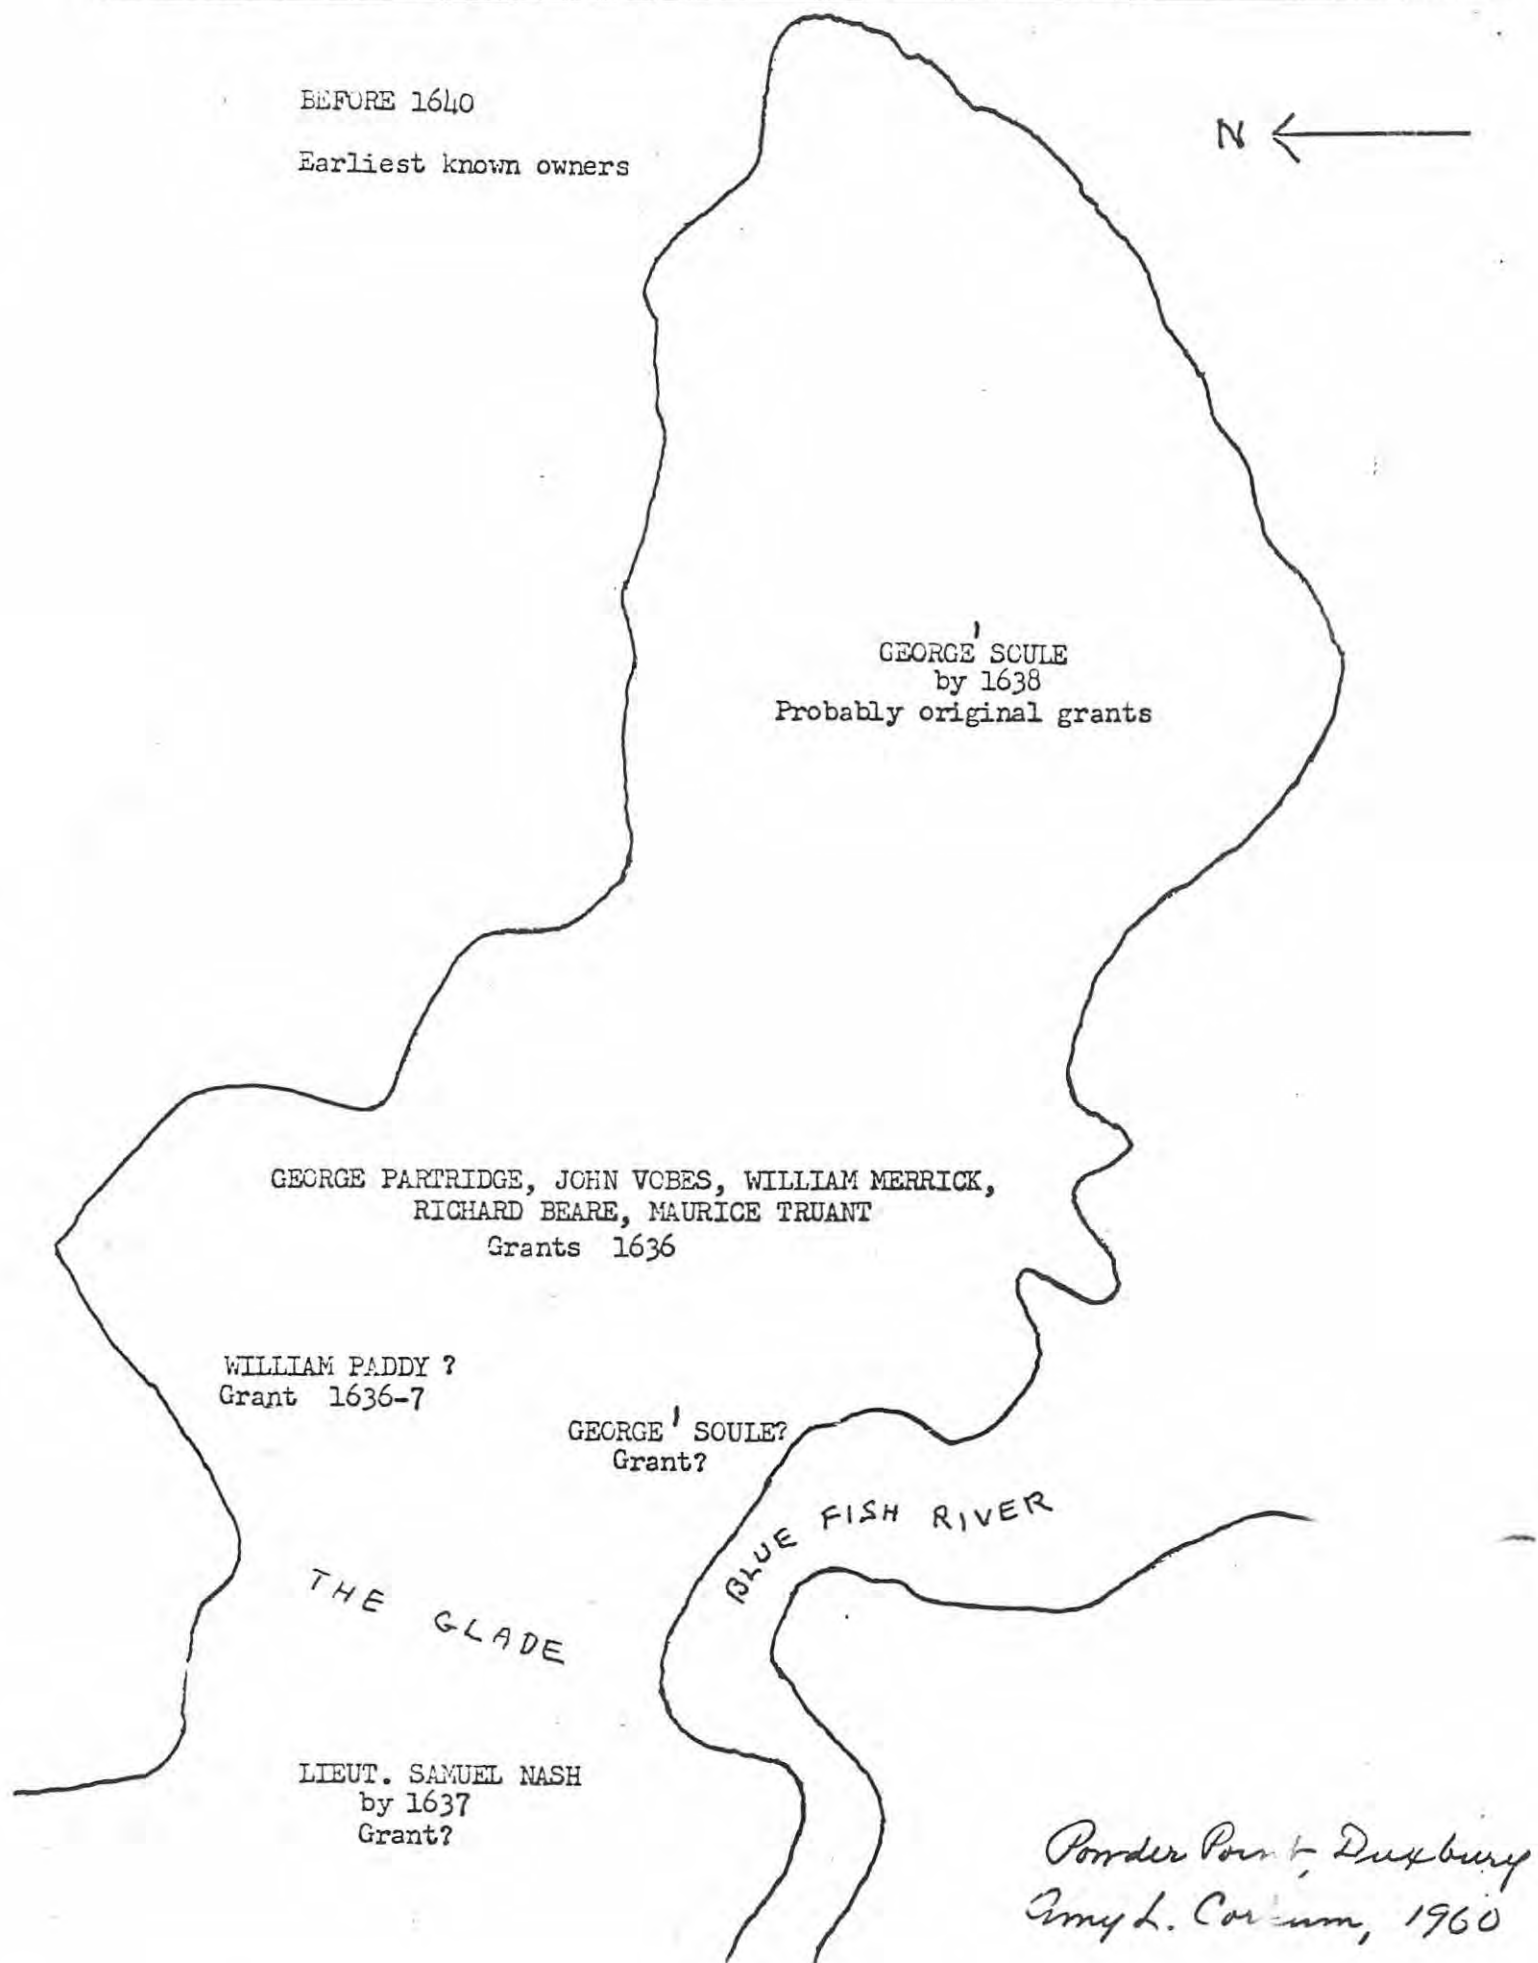 BEFORE 1640
Earliest known owners
N
GEORGE' SOULE
by 1638
Probably original grants
GEORGE PARTRIDGE, JOHN VOBES, WILLIAM MERRICK,
RICHARD BEARE, MAURICE TRUANT
Grants 1636
WILLIAM PADDY ?
Grant 1636-7
GEORGE' SOULE?
Grant?
BLUE FISH RIVER
THE GLADE
LIEUT. SAMUEL NASH
by 1637
Grant?
Powder Point, Duxbury
Amy L. 1960